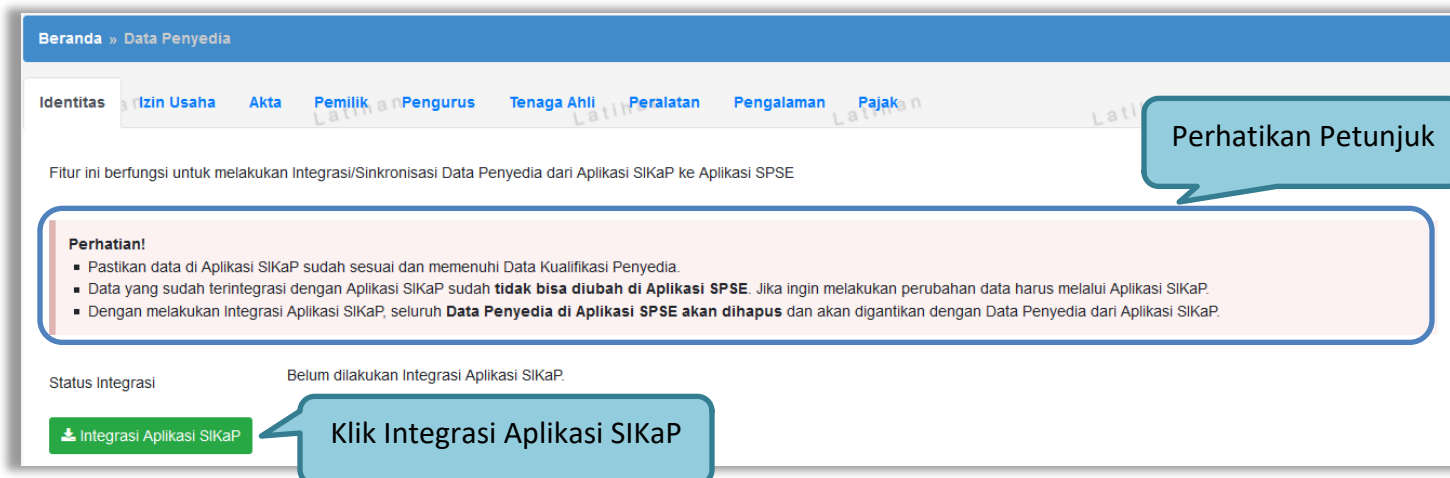 Beranda » Data Penyedia
Identitas Izin Usaha Akta Pemilik Pengurus Tenaga Ahli Peralatan Pengalaman Pajak
Latihan Latihan Latihan
Perhatikan Petunjuk
Fitur ini berfungsi untuk melakukan Integrasi/Sinkronisasi Data Penyedia dari Aplikasi SIKaP ke Aplikasi SPSE
Perhatian!
▪ Pastikan data di Aplikasi SIKaP sudah sesuai dan memenuhi Data Kualifikasi Penyedia.
▪ Data yang sudah terintegrasi dengan Aplikasi SIKaP sudah tidak bisa diubah di Aplikasi SPSE. Jika ingin melakukan perubahan data harus melalui Aplikasi SIKaP.
▪ Dengan melakukan Integrasi Aplikasi SIKaP, seluruh Data Penyedia di Aplikasi SPSE akan dihapus dan akan digantikan dengan Data Penyedia dari Aplikasi SIKaP.
Status Integrasi Belum dilakukan Integrasi Aplikasi SIKaP.
Integrasi Aplikasi SIKaP
Klik Integrasi Aplikasi SIKaP